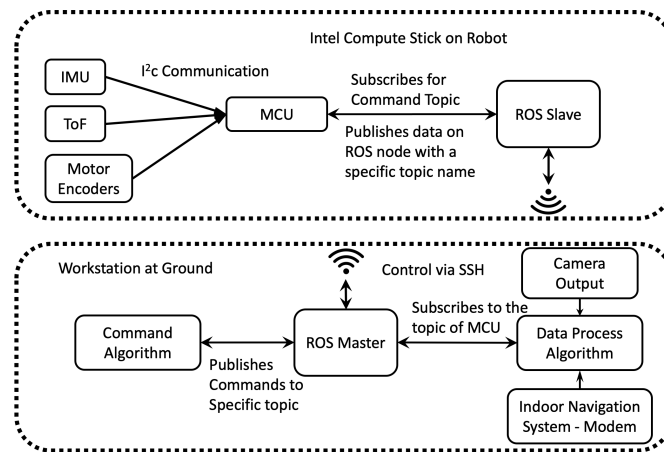 Intel Compute Stick on Robot
IMU
I²c Communication
ToF
Motor
Encoders
MCU
Subscribes for
Command Topic
Publishes data on
ROS node with a
specific topic name
ROS Slave
Workstation at Ground
Control via SSH
Camera
Output
Command
Algorithm
ROS Master
Subscribes to the
topic of MCU
Data Process
Algorithm
Publishes
Commands to
Specific topic
Indoor Navigation
System - Modem